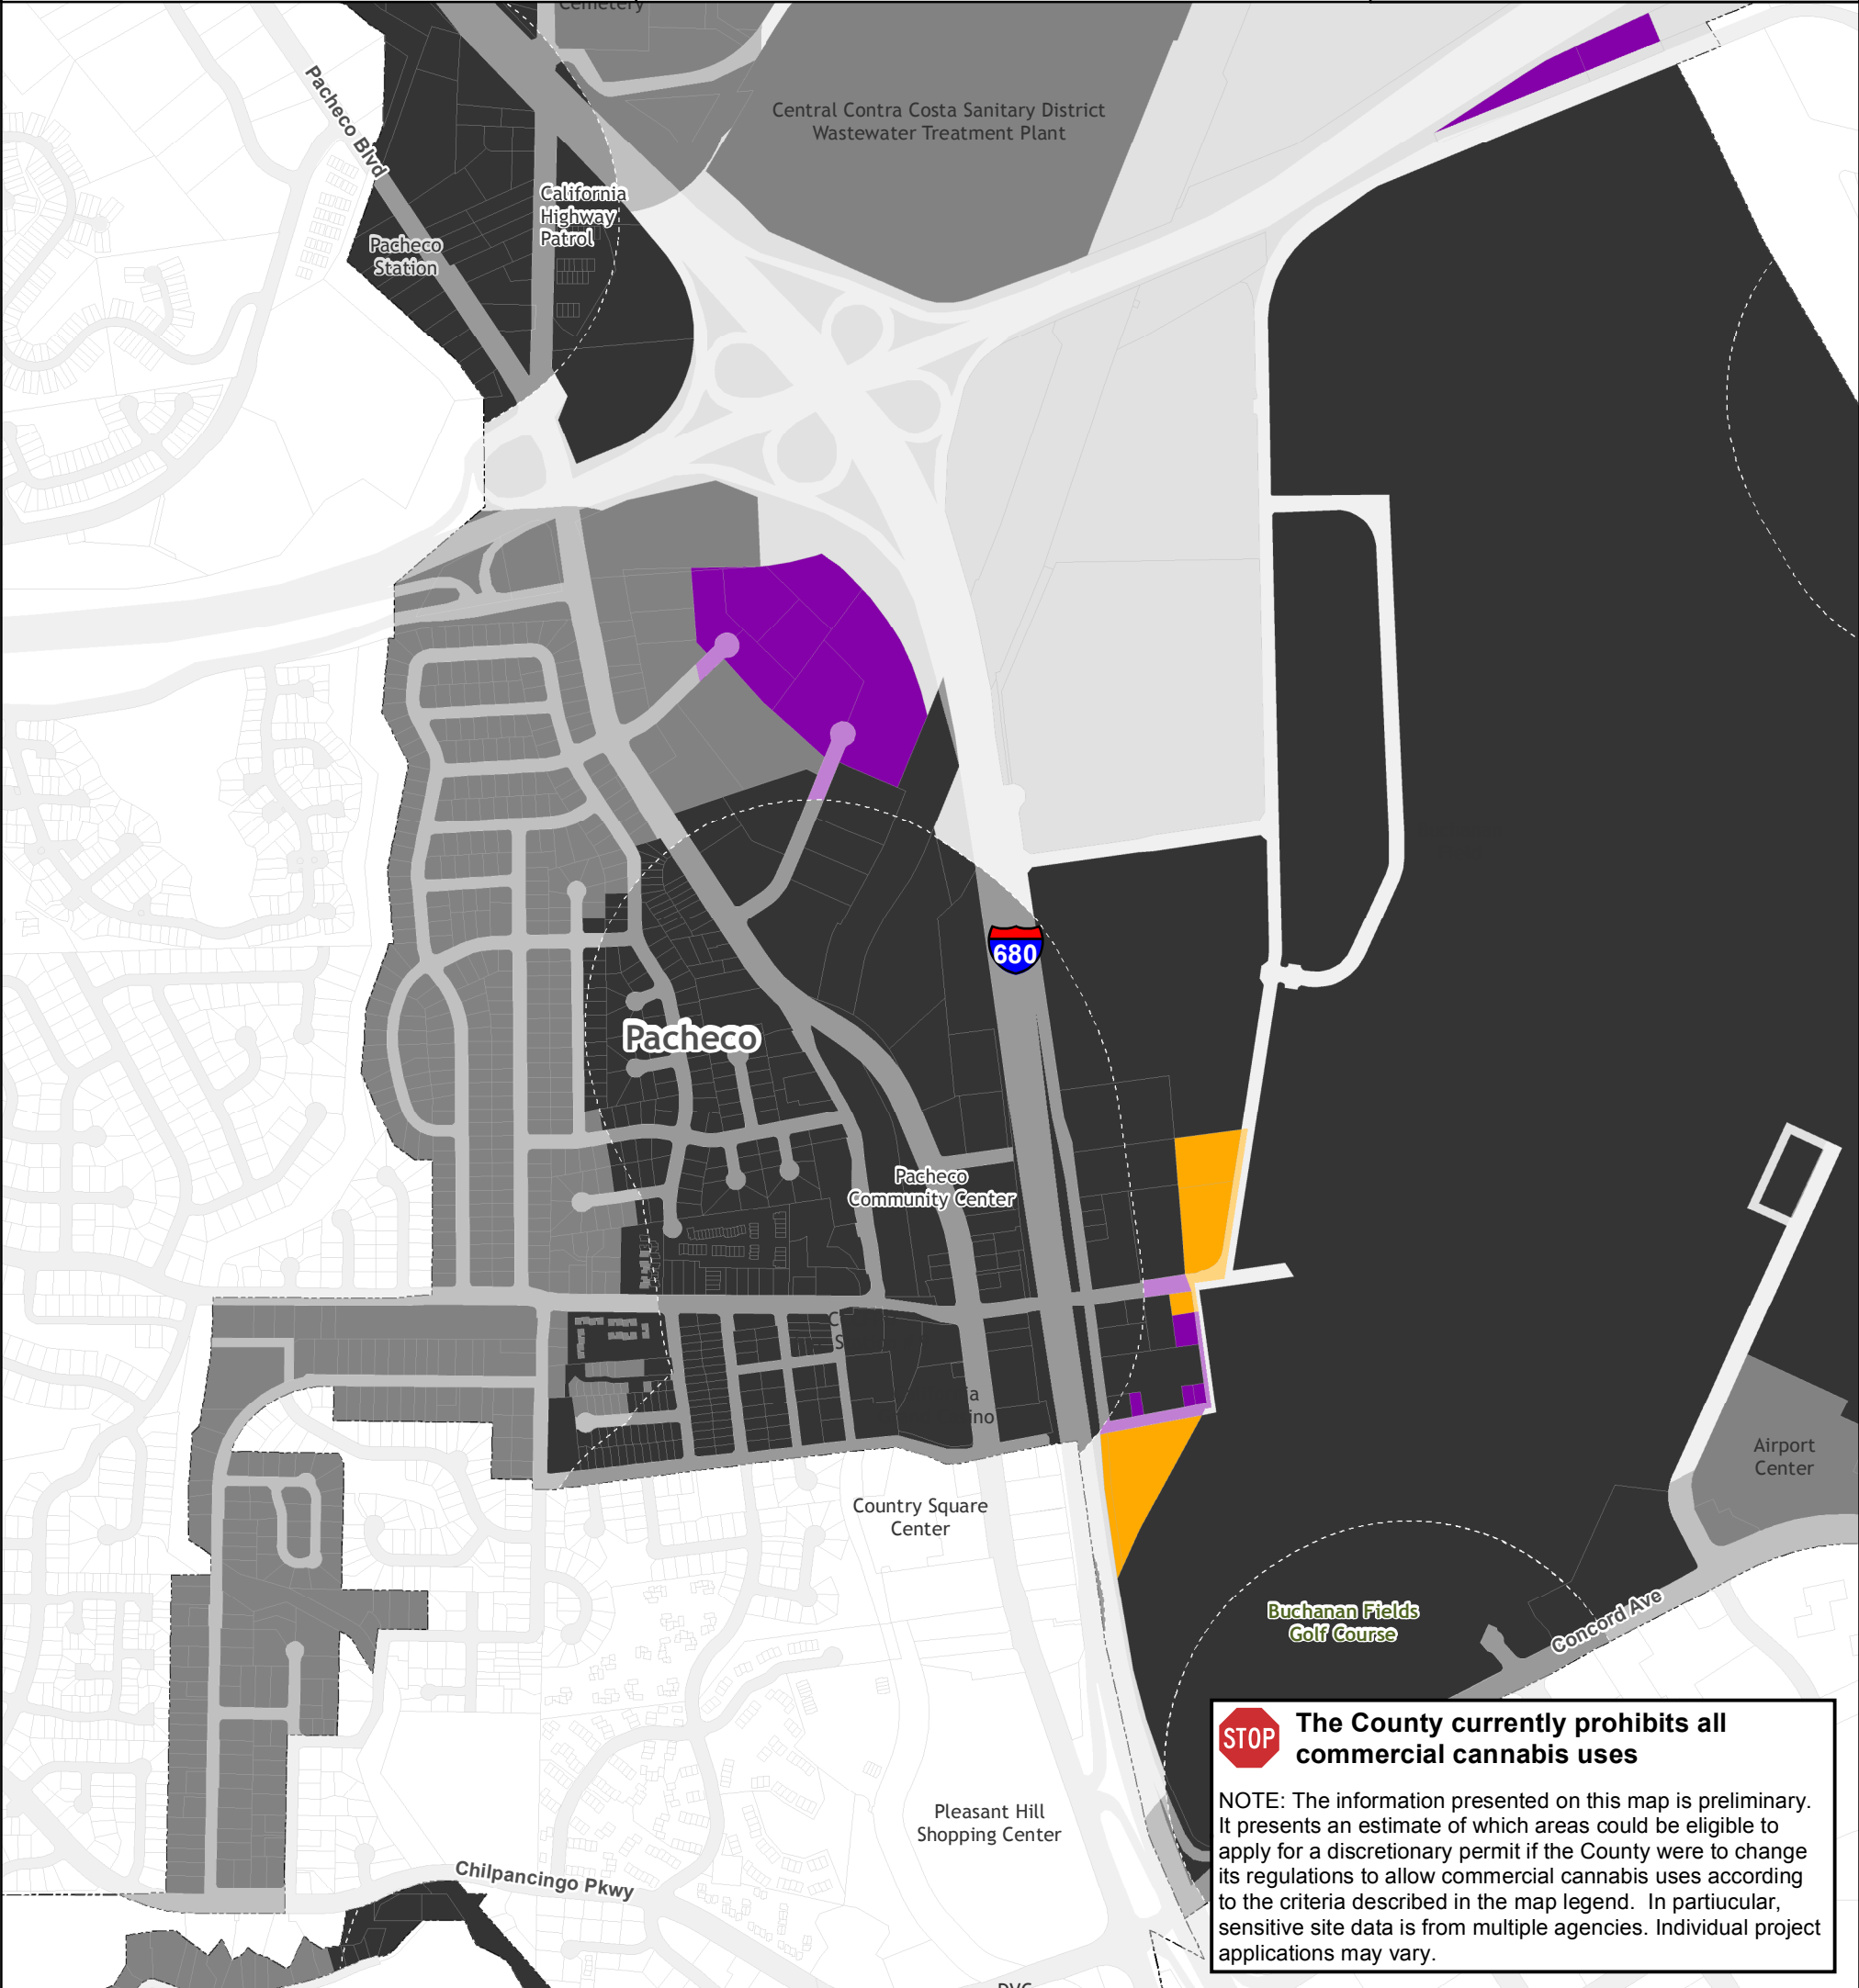 Cemetery
Central Contra Costa Sanitary District
Wastewater Treatment Plant
Pacheco Blvd
California
Highway
Patrol
Pacheco
Station
680
Pacheco
Pacheco
Community Center
Airport
Center
Country Square
Center
Buchanan Fields
Golf Course
Concord Ave
Pleasant Hill
Shopping Center
Chilpancingo Pkwy
STOP
The County currently prohibits all
commercial cannabis uses
NOTE: The information presented on this map is preliminary.
It presents an estimate of which areas could be eligible to
apply for a discretionary permit if the County were to change
its regulations to allow commercial cannabis uses according
to the criteria described in the map legend.  In partiucular,
sensitive site data is from multiple agencies. Individual project
applications may vary.